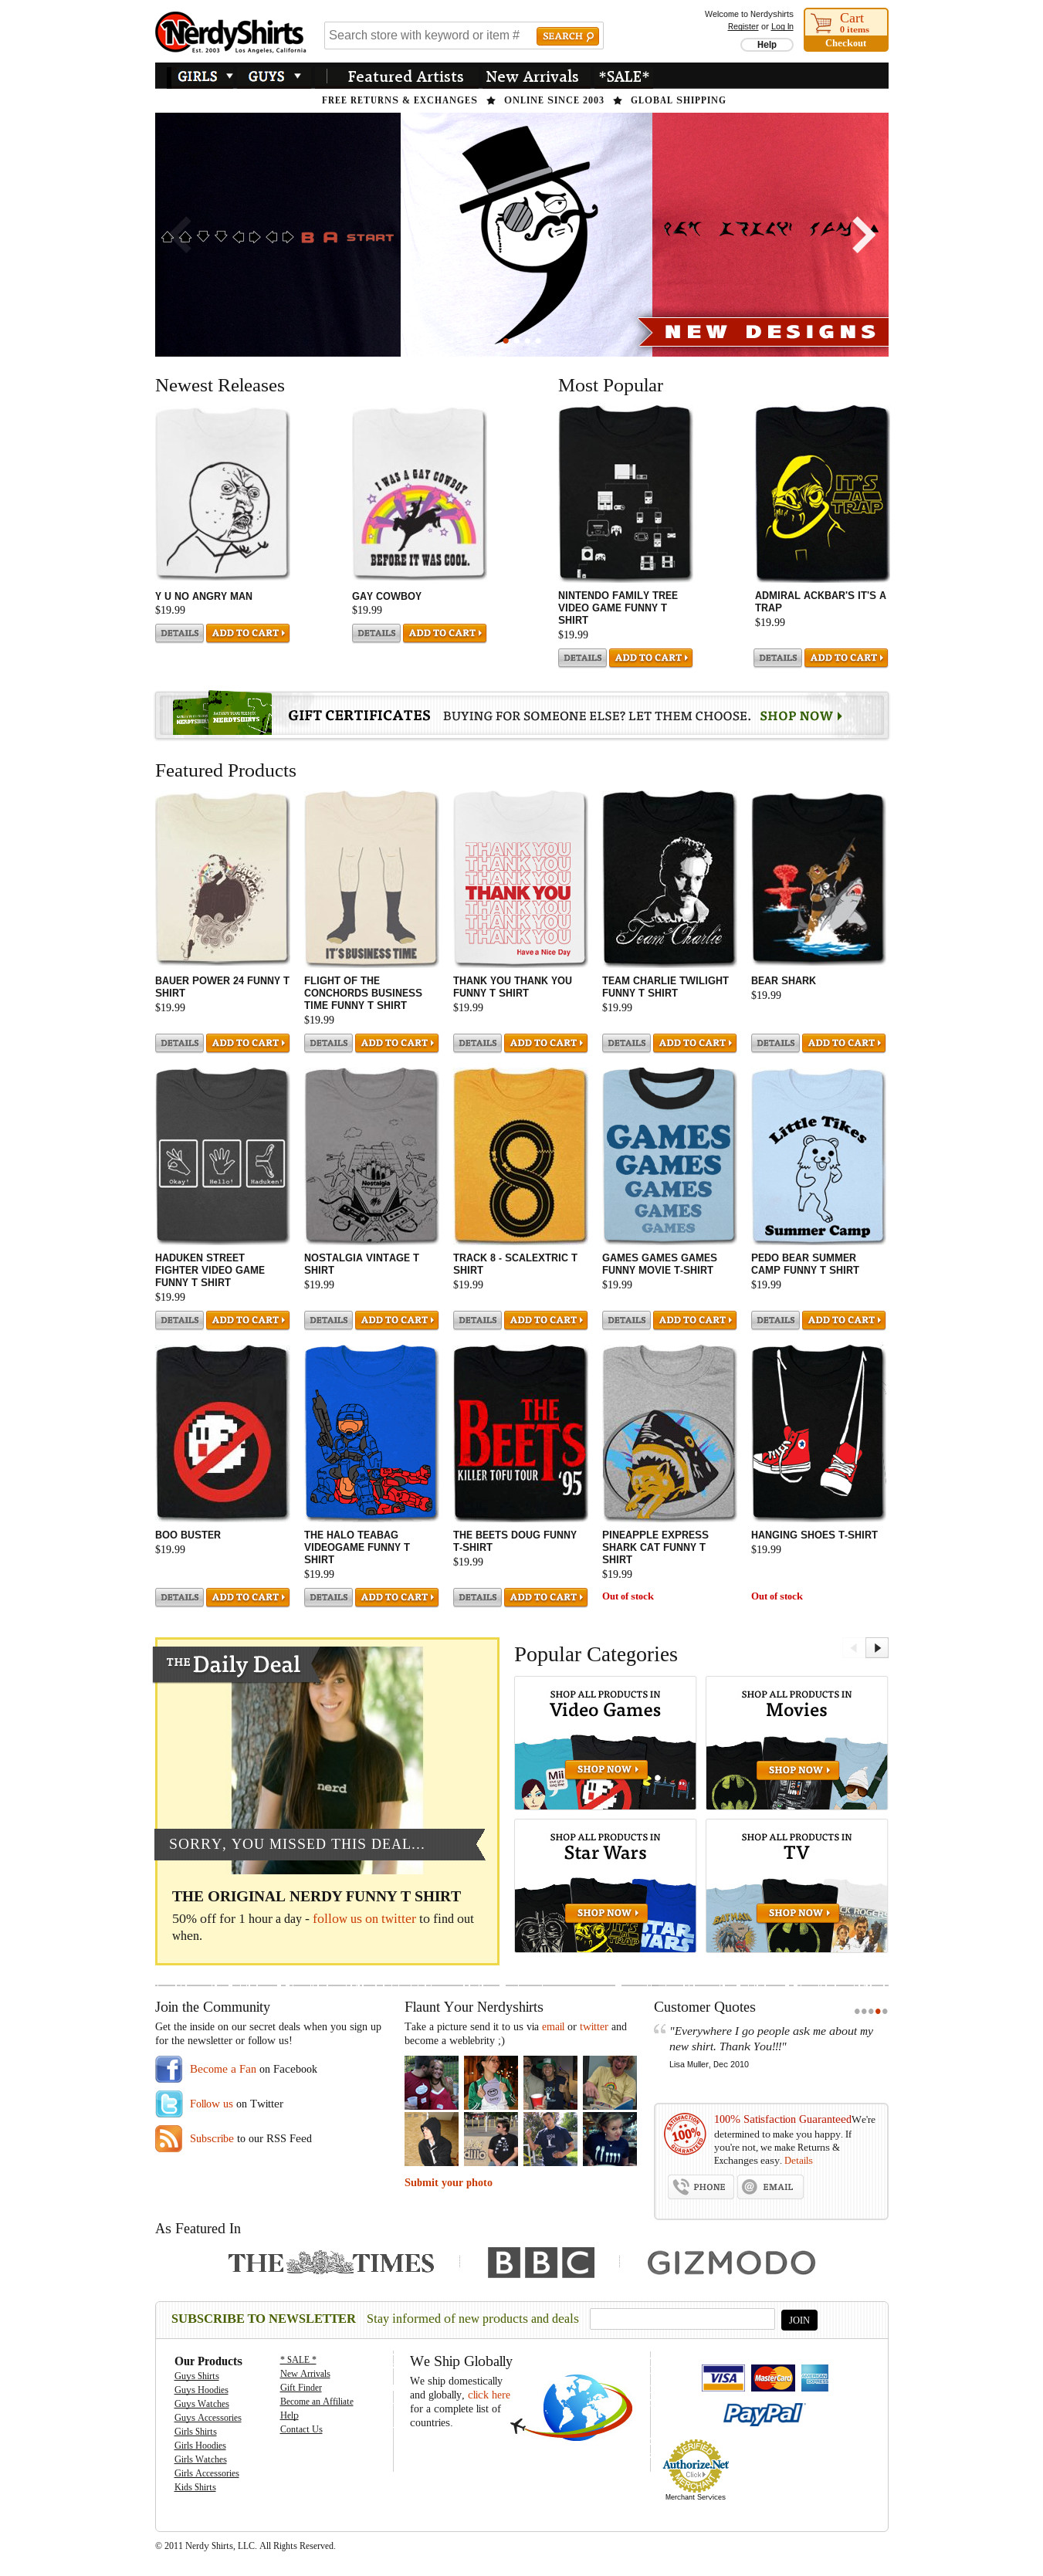 NerdyShirts
Est. 2003 Los Angeles, California
Search store with keyword or item #
SEARCH
Welcome to Nerdyshirts
Register or Log In
Help
Cart
0 items
Checkout
GIRLS GUYS Featured Artists New Arrivals *SALE*
FREE RETURNS & EXCHANGES ★ ONLINE SINCE 2003 ★ GLOBAL SHIPPING
B A START
NEW DESIGNS
Newest Releases
Most Popular
I WAS A GAY COWBOY
BEFORE IT WAS COOL.
IT'S A TRAP
Y U NO ANGRY MAN
$19.99
DETAILS ADD TO CART
GAY COWBOY
$19.99
DETAILS ADD TO CART
NINTENDO FAMILY TREE
VIDEO GAME FUNNY T
SHIRT
$19.99
DETAILS ADD TO CART
ADMIRAL ACKBAR'S IT'S A
TRAP
$19.99
DETAILS ADD TO CART
NERDYSHIRTS
GIFT CERTIFICATES BUYING FOR SOMEONE ELSE? LET THEM CHOOSE. SHOP NOW
Featured Products
IT'S BUSINESS TIME
THANK YOU
THANK YOU
THANK YOU
THANK YOU
THANK YOU
THANK YOU
THANK YOU
Have a Nice Day
Team Charlie
BAUER POWER 24 FUNNY T
SHIRT
$19.99
DETAILS ADD TO CART
FLIGHT OF THE
CONCHORDS BUSINESS
TIME FUNNY T SHIRT
$19.99
DETAILS ADD TO CART
THANK YOU THANK YOU
FUNNY T SHIRT
$19.99
DETAILS ADD TO CART
TEAM CHARLIE TWILIGHT
FUNNY T SHIRT
$19.99
DETAILS ADD TO CART
BEAR SHARK
$19.99
DETAILS ADD TO CART
Okay! Hello! Haduken!
Nostalgia
GAMES
GAMES
GAMES
GAMES
GAMES
Little Tikes
Summer Camp
HADUKEN STREET
FIGHTER VIDEO GAME
FUNNY T SHIRT
$19.99
DETAILS ADD TO CART
NOSTALGIA VINTAGE T
SHIRT
$19.99
DETAILS ADD TO CART
TRACK 8 - SCALEXTRIC T
SHIRT
$19.99
DETAILS ADD TO CART
GAMES GAMES GAMES
FUNNY MOVIE T-SHIRT
$19.99
DETAILS ADD TO CART
PEDO BEAR SUMMER
CAMP FUNNY T SHIRT
$19.99
DETAILS ADD TO CART
THE
BEETS
KILLER TOFU TOUR '95
BOO BUSTER
$19.99
DETAILS ADD TO CART
THE HALO TEABAG
VIDEOGAME FUNNY T
SHIRT
$19.99
DETAILS ADD TO CART
THE BEETS DOUG FUNNY
T-SHIRT
$19.99
DETAILS ADD TO CART
PINEAPPLE EXPRESS
SHARK CAT FUNNY T
SHIRT
$19.99
Out of stock
HANGING SHOES T-SHIRT
$19.99
Out of stock
THE Daily Deal
nerd
SORRY, YOU MISSED THIS DEAL...
THE ORIGINAL NERDY FUNNY T SHIRT
50% off for 1 hour a day - follow us on twitter to find out
when.
Popular Categories
SHOP ALL PRODUCTS IN
Video Games
Mii
SHOP NOW
SHOP ALL PRODUCTS IN
Movies
SHOP NOW
SHOP ALL PRODUCTS IN
Star Wars
SHOP NOW
STAR WARS
SHOP ALL PRODUCTS IN
TV
SHOP NOW
Join the Community
Get the inside on our secret deals when you sign up
for the newsletter or follow us!
Become a Fan on Facebook
Follow us on Twitter
Subscribe to our RSS Feed
Flaunt Your Nerdyshirts
Take a picture send it to us via email or twitter and
become a weblebrity ;)
Submit your photo
Customer Quotes
"Everywhere I go people ask me about my
new shirt. Thank You!!!"
Lisa Muller, Dec 2010
SATISFACTION
100%
GUARANTEED
100% Satisfaction GuaranteedWe're
determined to make you happy. If
you're not, we make Returns &
Exchanges easy. Details
PHONE EMAIL
As Featured In
THE TIMES
BBC
GIZMODO
SUBSCRIBE TO NEWSLETTER Stay informed of new products and deals JOIN
Our Products
Guys Shirts
Guys Hoodies
Guys Watches
Guys Accessories
Girls Shirts
Girls Hoodies
Girls Watches
Girls Accessories
Kids Shirts
* SALE *
New Arrivals
Gift Finder
Become an Affiliate
Help
Contact Us
We Ship Globally
We ship domestically
and globally, click here
for a complete list of
countries.
VISA MasterCard AMERICAN EXPRESS
PayPal
VERIFIED
Authorize.Net
Click
MERCHANT
Merchant Services
© 2011 Nerdy Shirts, LLC. All Rights Reserved.